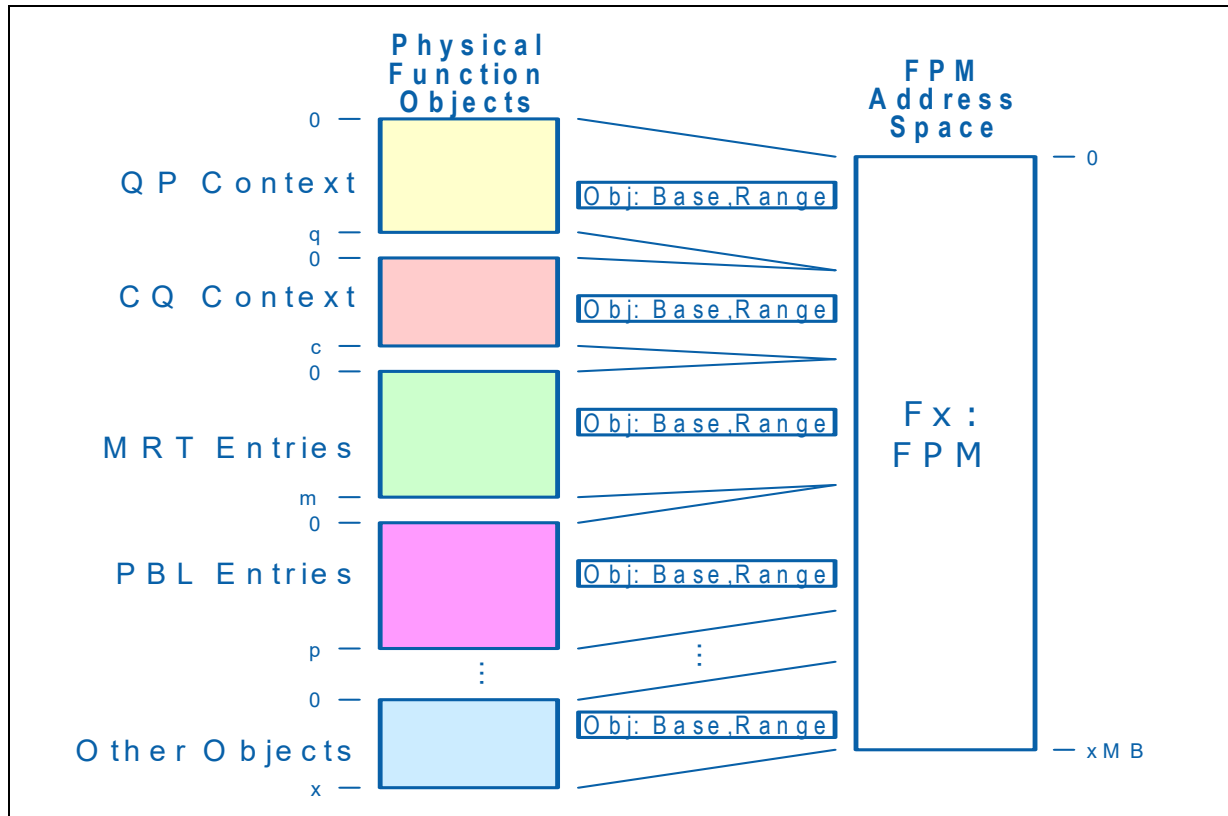 Physical
Function
Objects
FPM
Address
Space
0
0
QP Context
Obj: Base,Range
q
0
CQ Context
Obj: Base,Range
c
0
MRT Entries
Obj: Base,Range
Fx:
FPM
m
0
PBL Entries
Obj: Base,Range
p
⋮
⋮
0
Other Objects
Obj: Base,Range
xMB
x